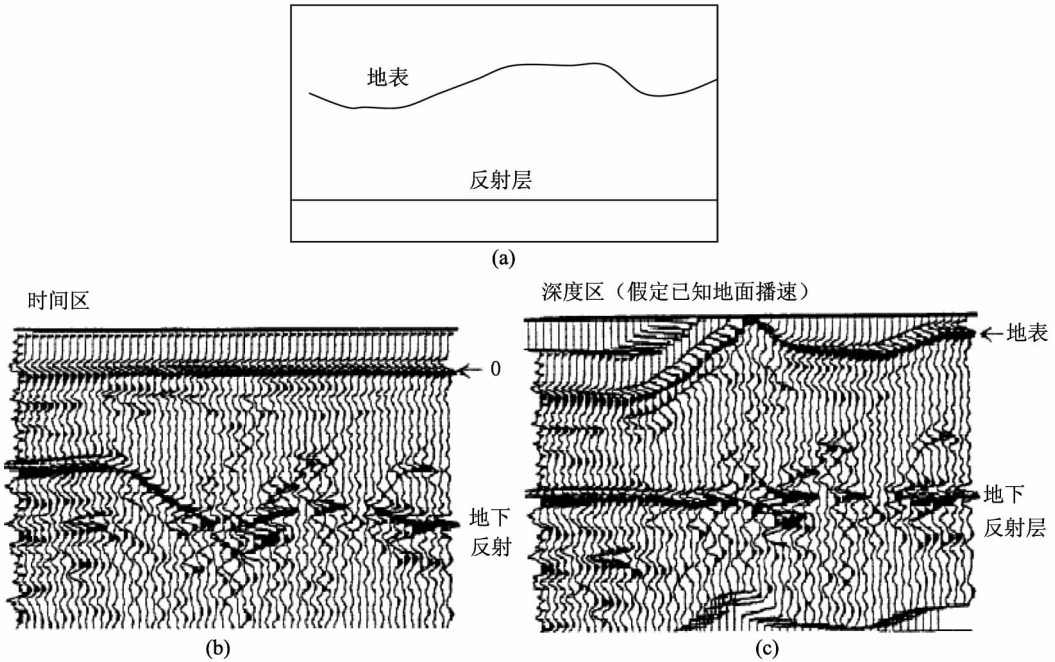 地表
反射层
(a)
时间区
0
地下
反射
(b)
深度区（假定已知地面播速）
地表
地下
反射层
(c)